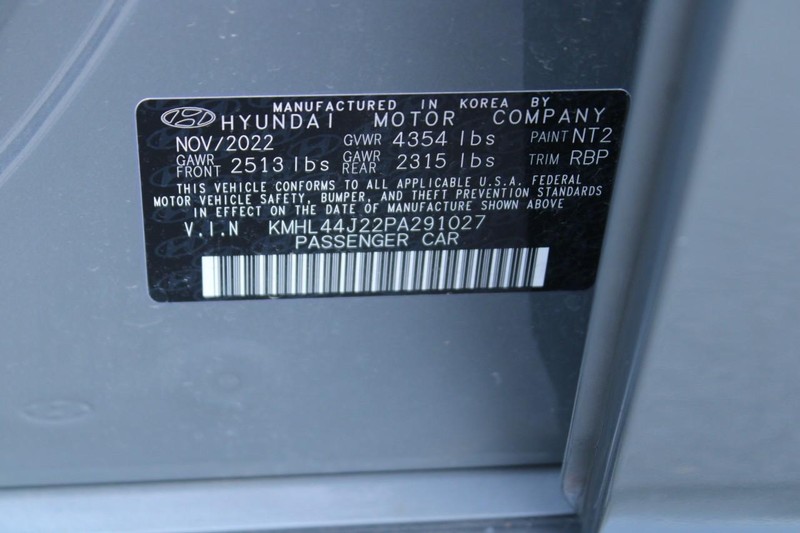 MANUFACTURED IN KOREA BY
HYUNDAI MOTOR COMPANY
NOV/2022 GVWR 4354 lbs PAINT NT2
GAWR FRONT 2513 lbs GAWR REAR 2315 lbs TRIM RBP
THIS VEHICLE CONFORMS TO ALL APPLICABLE U.S.A. FEDERAL
MOTOR VEHICLE SAFETY, BUMPER, AND THEFT PREVENTION STANDARDS
IN EFFECT ON THE DATE OF MANUFACTURE SHOWN ABOVE
V.I.N KMHL44J22PA291027
PASSENGER CAR